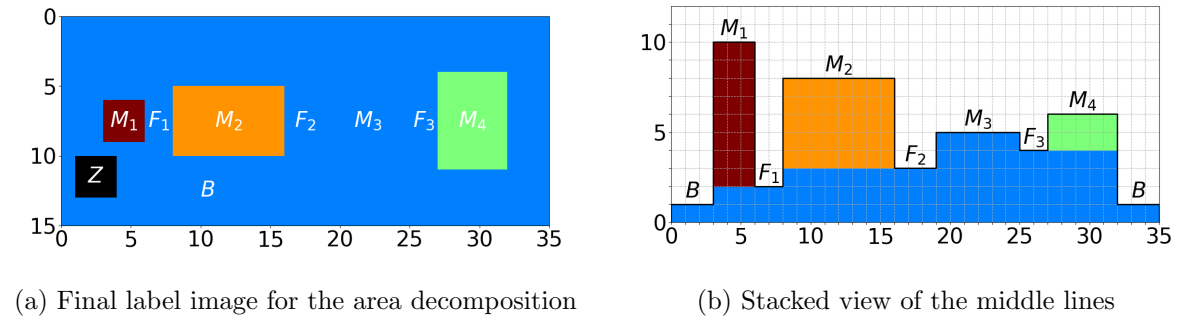 0
5
10
15
0 5 10 15 20 25 30 35
M₁ F₁ M₂ F₂ M₃ F₃ M₄
Z
B
(a) Final label image for the area decomposition
10
5
0
0 5 10 15 20 25 30 35
M₁
M₂
M₄
M₃
F₃
F₂
F₁
B B
(b) Stacked view of the middle lines